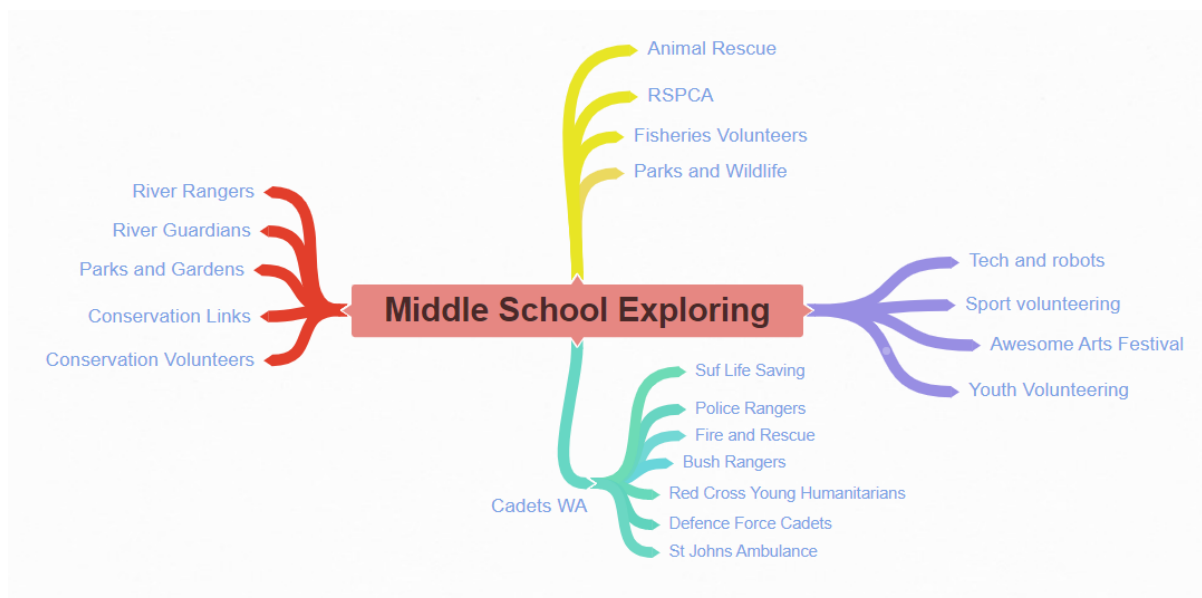 Animal Rescue
RSPCA
Fisheries Volunteers
Parks and Wildlife
River Rangers
River Guardians
Parks and Gardens
Conservation Links
Conservation Volunteers
Middle School Exploring
Tech and robots
Sport volunteering
Awesome Arts Festival
Youth Volunteering
Cadets WA
Suf Life Saving
Police Rangers
Fire and Rescue
Bush Rangers
Red Cross Young Humanitarians
Defence Force Cadets
St Johns Ambulance